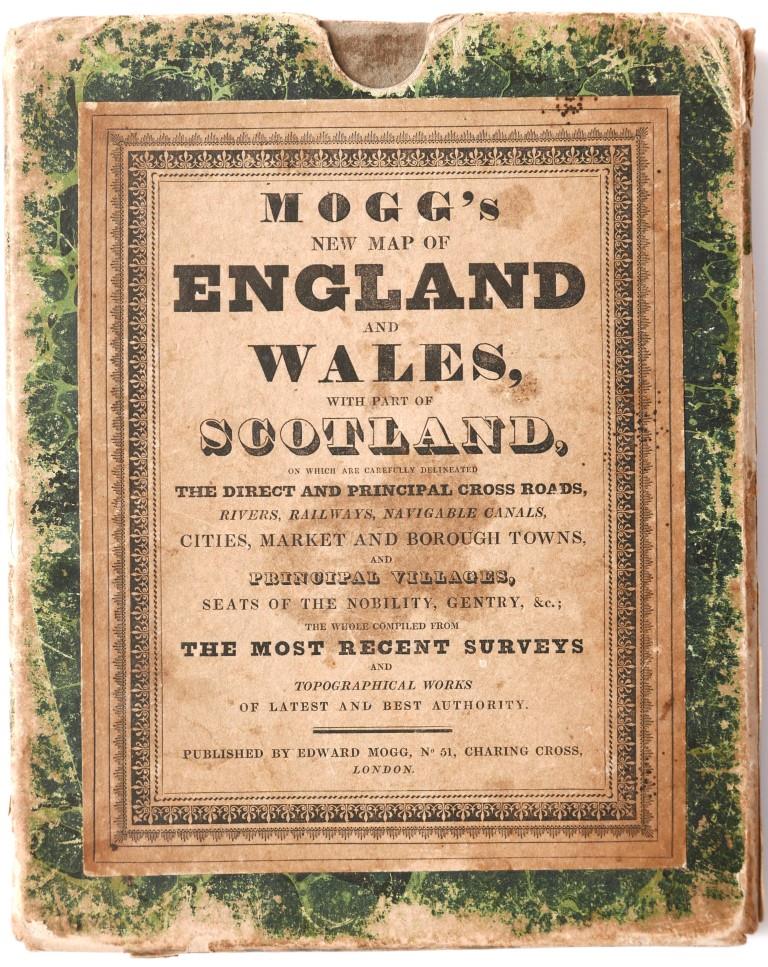 MOGG's
NEW MAP OF
ENGLAND
AND
WALES,
WITH PART OF
SCOTLAND,
ON WHICH ARE CAREFULLY DELINEATED
THE DIRECT AND PRINCIPAL CROSS ROADS,
RIVERS, RAILWAYS, NAVIGABLE CANALS,
CITIES, MARKET AND BOROUGH TOWNS,
AND
PRINCIPAL VILLAGES,
SEATS OF THE NOBILITY, GENTRY, &c.;
THE WHOLE COMPILED FROM
THE MOST RECENT SURVEYS
AND
TOPOGRAPHICAL WORKS
OF LATEST AND BEST AUTHORITY.
PUBLISHED BY EDWARD MOGG, Nº 51, CHARING CROSS,
LONDON.